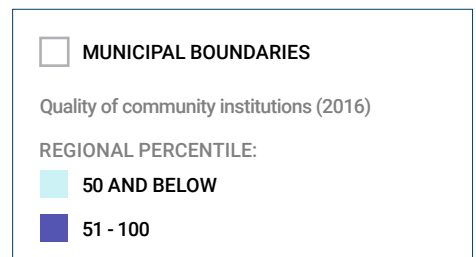 MUNICIPAL BOUNDARIES
Quality of community institutions (2016)
REGIONAL PERCENTILE:
50 AND BELOW
51 - 100